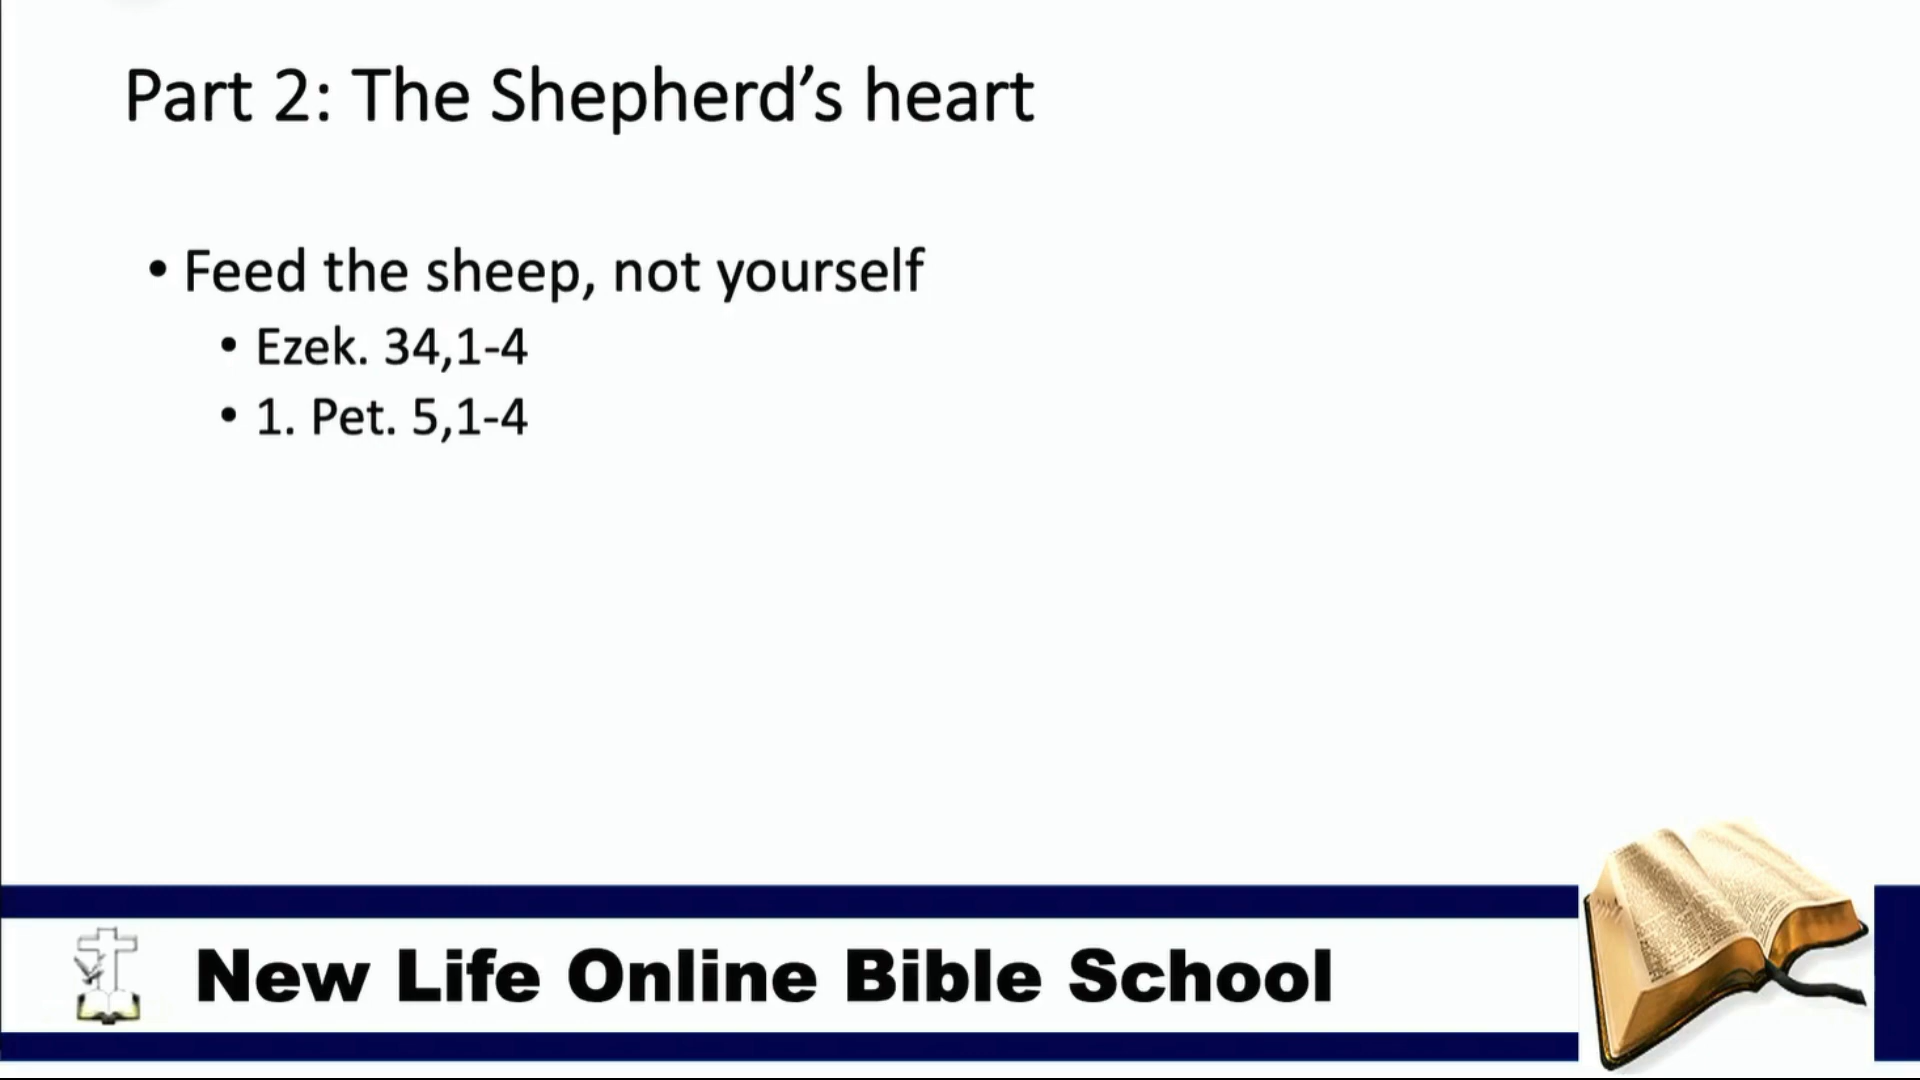 Part 2: The Shepherd’s heart
• Feed the sheep, not yourself
• Ezek. 34,1-4
• 1. Pet. 5,1-4
New Life Online Bible School